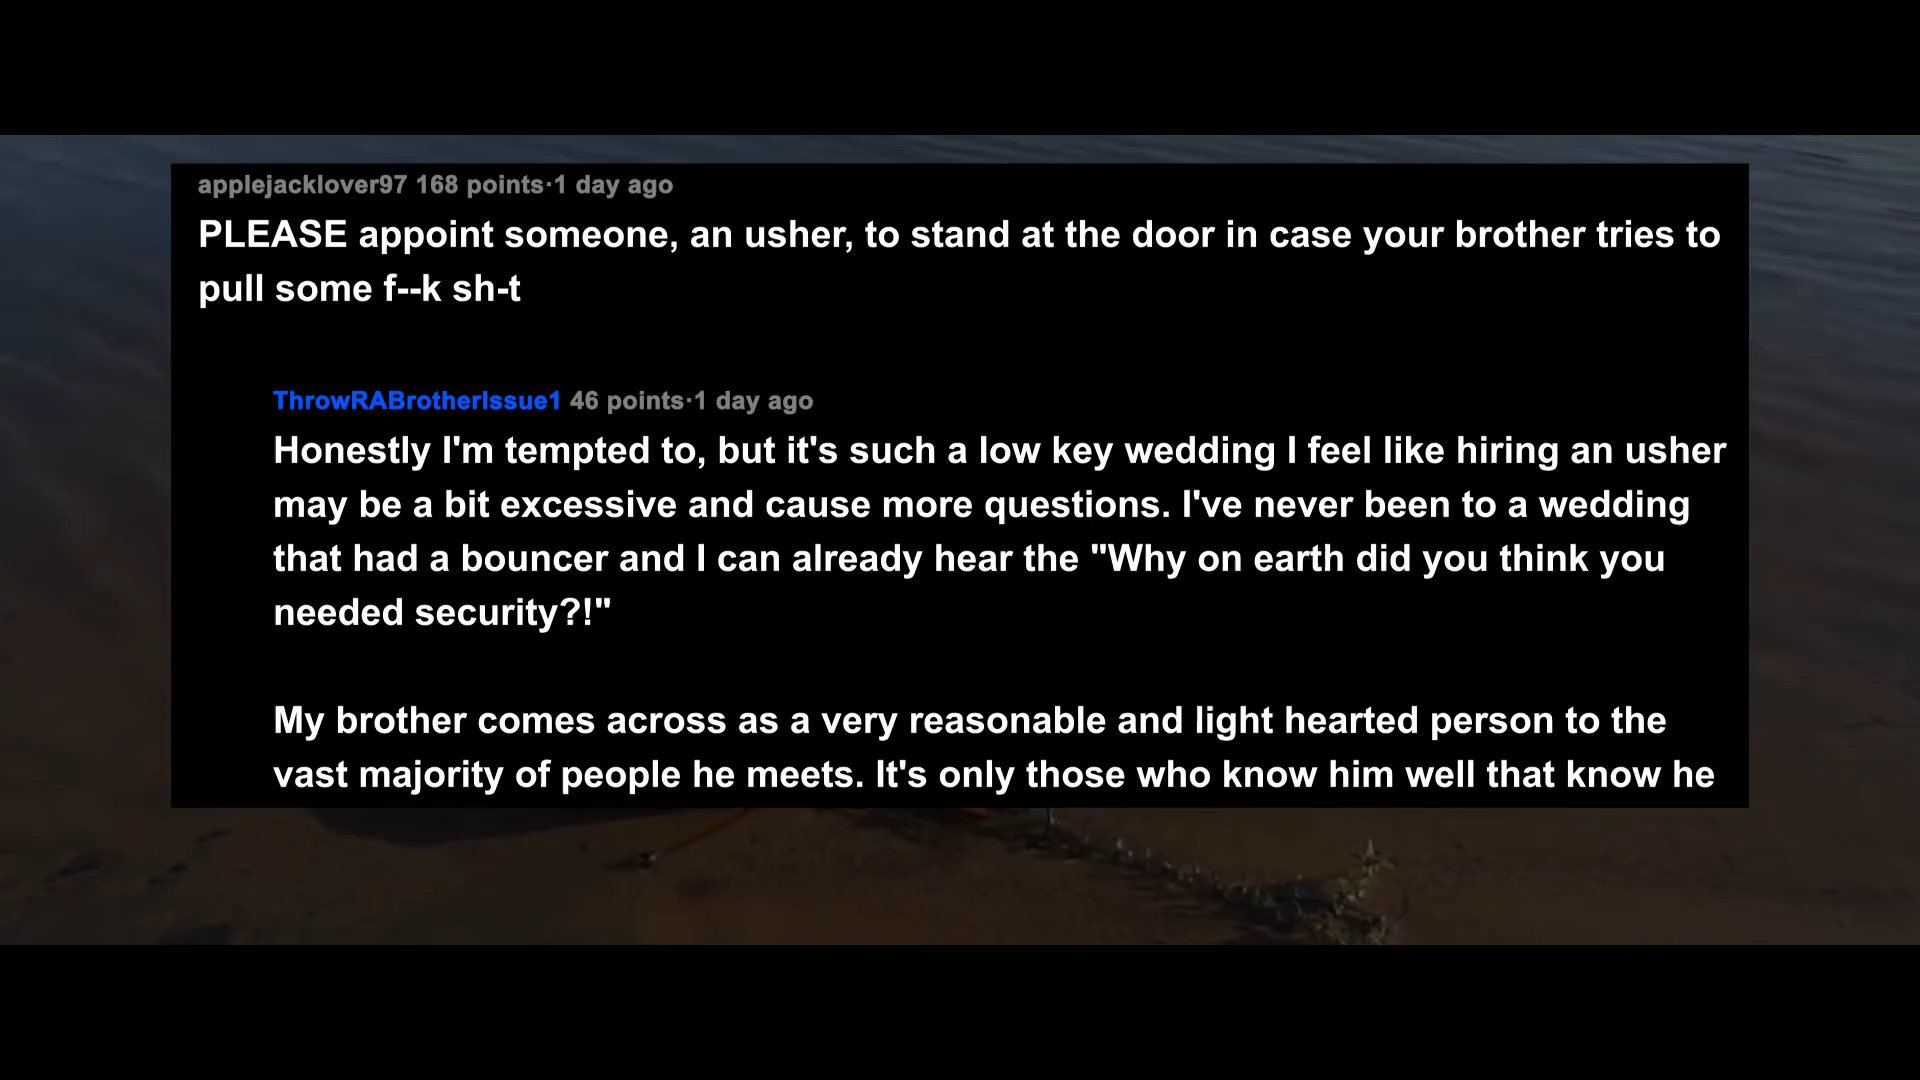 applejacklover97 168 points·1 day ago
PLEASE appoint someone, an usher, to stand at the door in case your brother tries to
pull some f--k sh-t
ThrowRABrotherIssue1 46 points·1 day ago
Honestly I'm tempted to, but it's such a low key wedding I feel like hiring an usher
may be a bit excessive and cause more questions. I've never been to a wedding
that had a bouncer and I can already hear the "Why on earth did you think you
needed security?!"
My brother comes across as a very reasonable and light hearted person to the
vast majority of people he meets. It's only those who know him well that know he